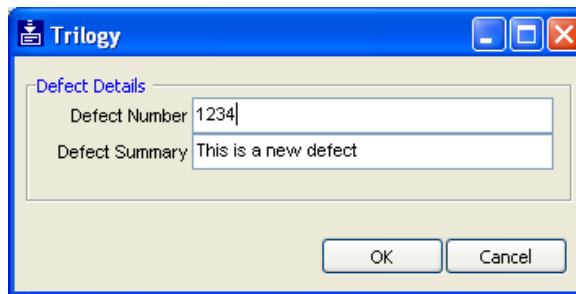 Trilogy
Defect Details
Defect Number 1234
Defect Summary This is a new defect
OK Cancel